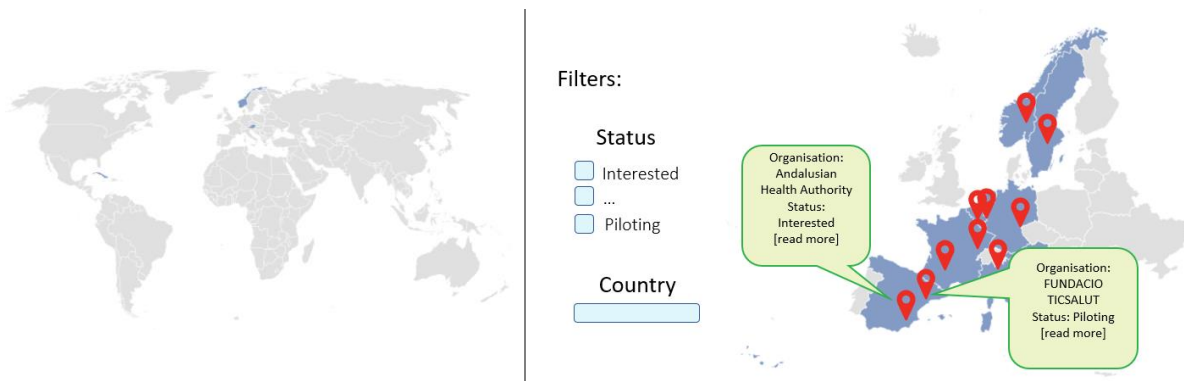 Filters:
Status
Interested
...
Piloting
Country
Organisation:
Andalusian
Health Authority
Status:
Interested
[read more]
Organisation:
FUNDACIO
TICSALUT
Status: Piloting
[read more]